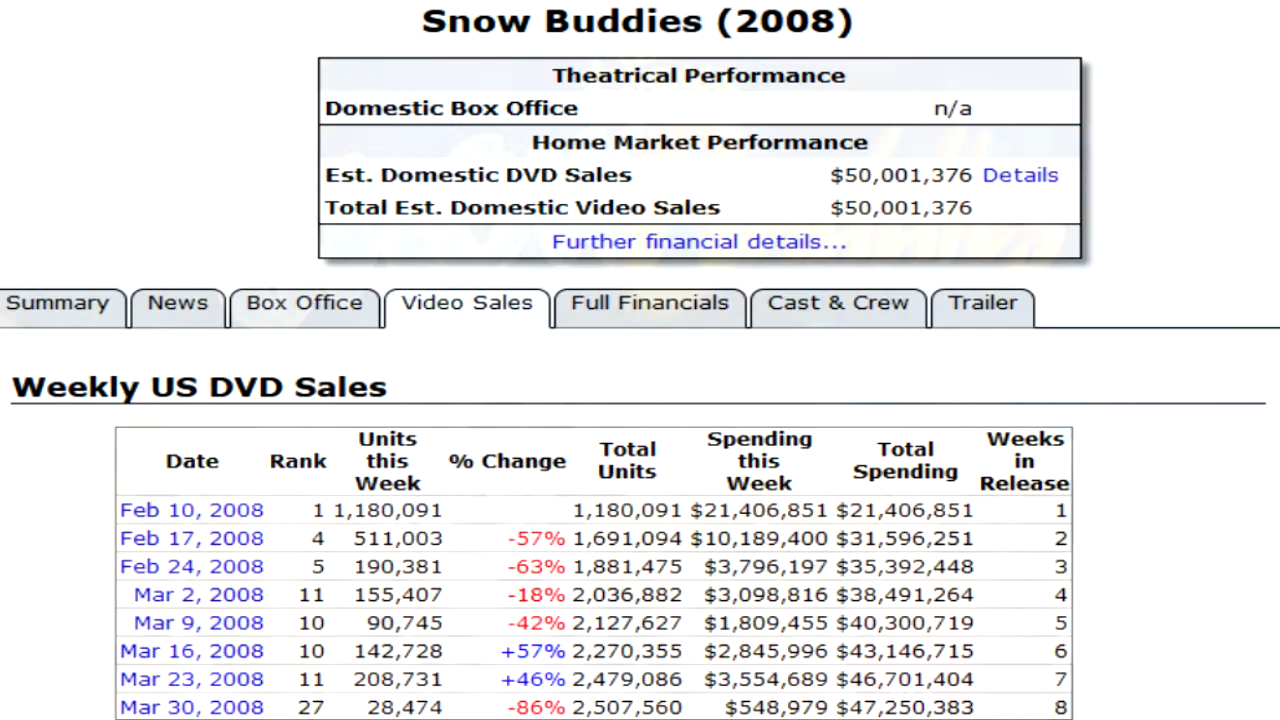 Snow Buddies (2008)
Theatrical Performance
Domestic Box Office n/a
Home Market Performance
Est. Domestic DVD Sales $50,001,376 Details
Total Est. Domestic Video Sales $50,001,376
Further financial details...
Summary News Box Office Video Sales Full Financials Cast & Crew Trailer
Weekly US DVD Sales
Date Rank Units this Week % Change Total Units Spending this Week Total Spending Weeks in Release
Feb 10, 2008 1 1,180,091 1,180,091 $21,406,851 $21,406,851 1
Feb 17, 2008 4 511,003 -57% 1,691,094 $10,189,400 $31,596,251 2
Feb 24, 2008 5 190,381 -63% 1,881,475 $3,796,197 $35,392,448 3
Mar 2, 2008 11 155,407 -18% 2,036,882 $3,098,816 $38,491,264 4
Mar 9, 2008 10 90,745 -42% 2,127,627 $1,809,455 $40,300,719 5
Mar 16, 2008 10 142,728 +57% 2,270,355 $2,845,996 $43,146,715 6
Mar 23, 2008 11 208,731 +46% 2,479,086 $3,554,689 $46,701,404 7
Mar 30, 2008 27 28,474 -86% 2,507,560 $548,979 $47,250,383 8